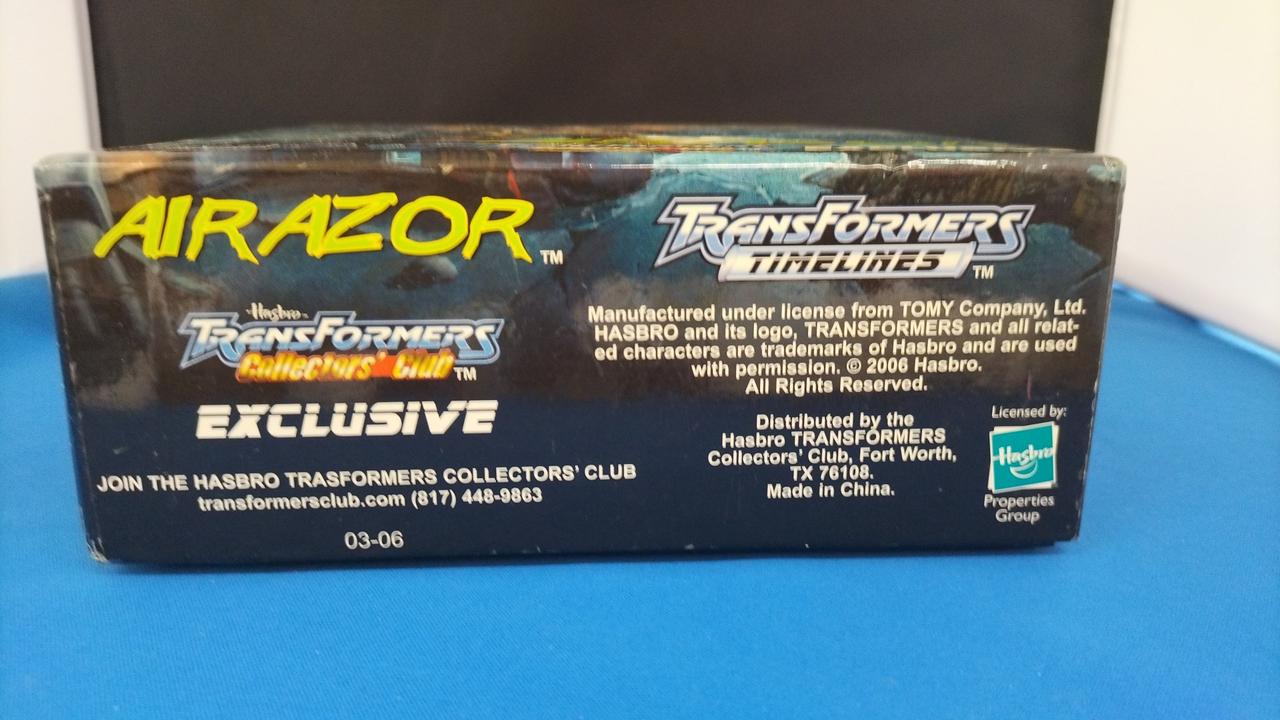 AIRAZOR™
Hasbro
TRANSFORMERS
Collectors' Club™
EXCLUSIVE
JOIN THE HASBRO TRASFORMERS COLLECTORS' CLUB
transformersclub.com (817) 448-9863
03-06
TRANSFORMERS
TIMELINES™
Manufactured under license from TOMY Company, Ltd.
HASBRO and its logo, TRANSFORMERS and all relat-
ed characters are trademarks of Hasbro and are used
with permission. © 2006 Hasbro.
All Rights Reserved.
Distributed by the
Hasbro TRANSFORMERS
Collectors' Club, Fort Worth,
TX 76108.
Made in China.
Licensed by:
Hasbro
Properties
Group